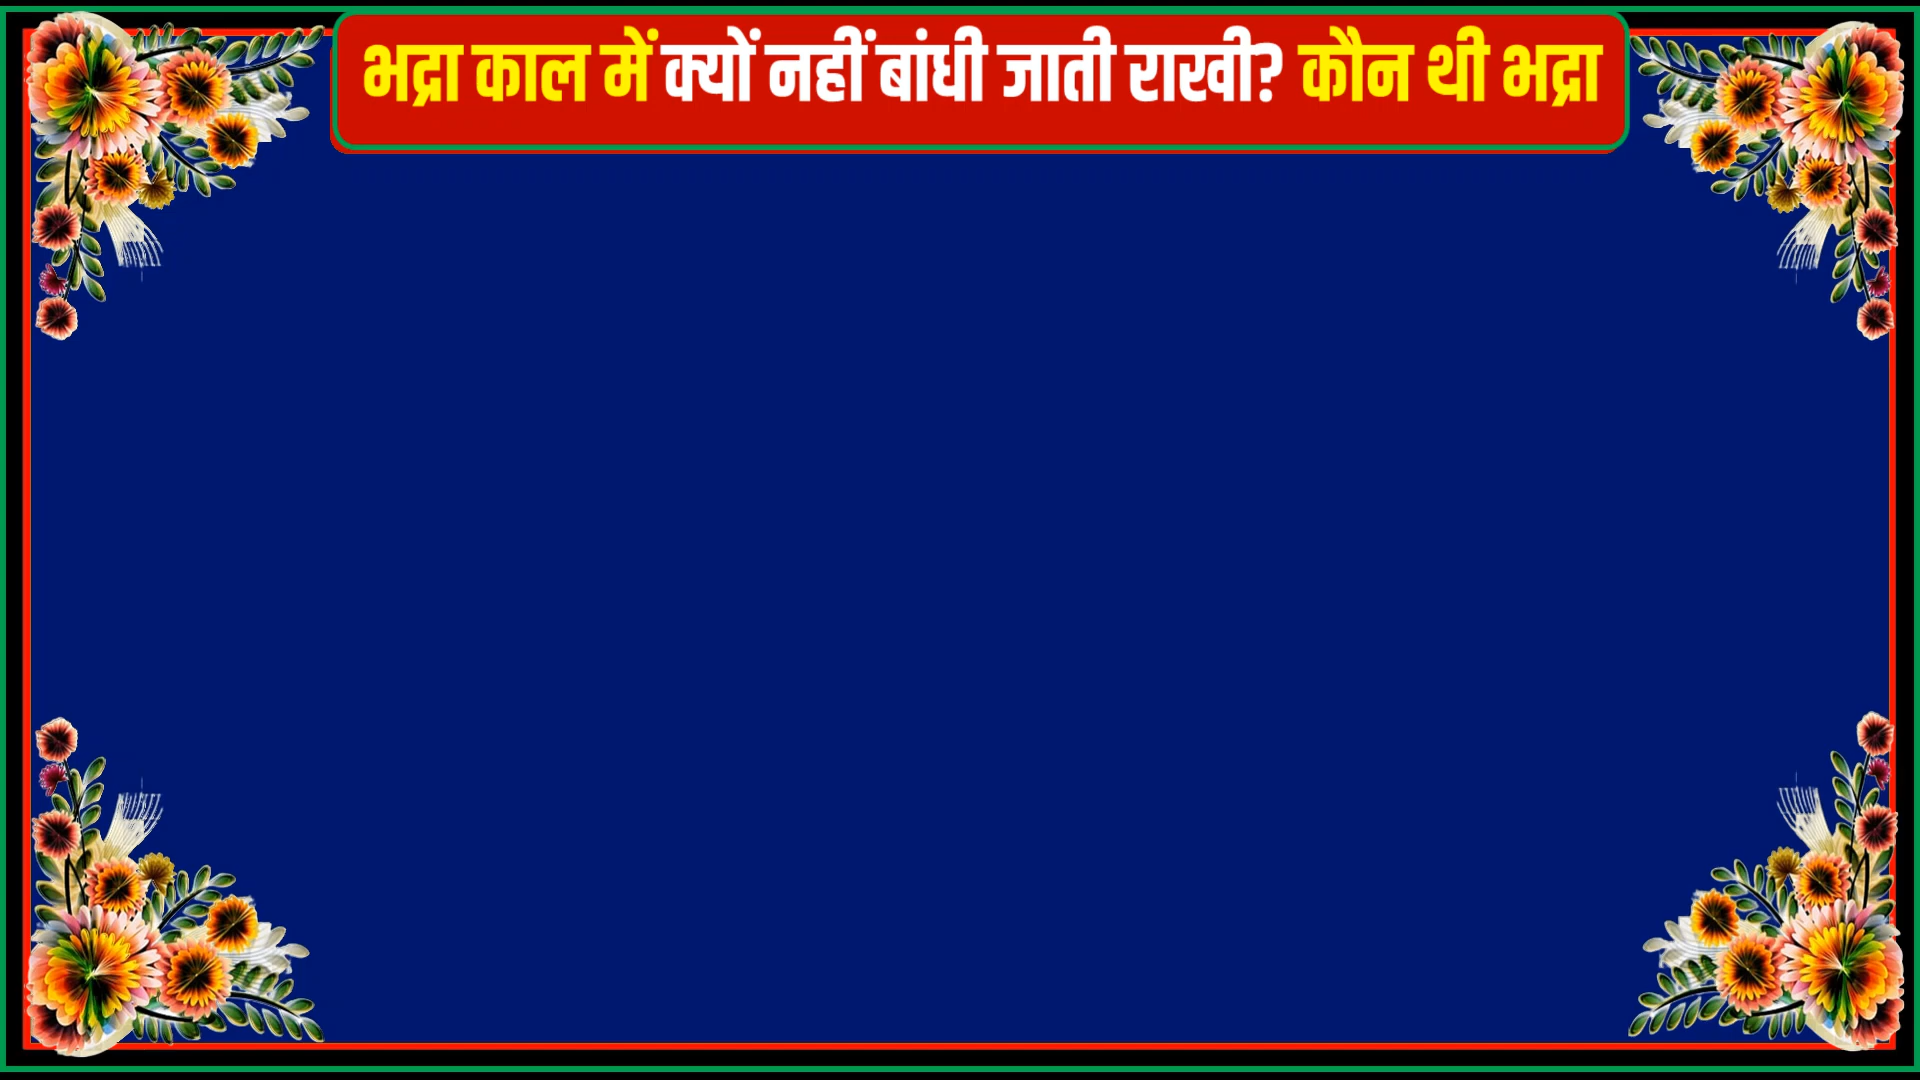 भद्रा काल में क्यों नहीं बांधी जाती राखी? कौन थी भद्रा